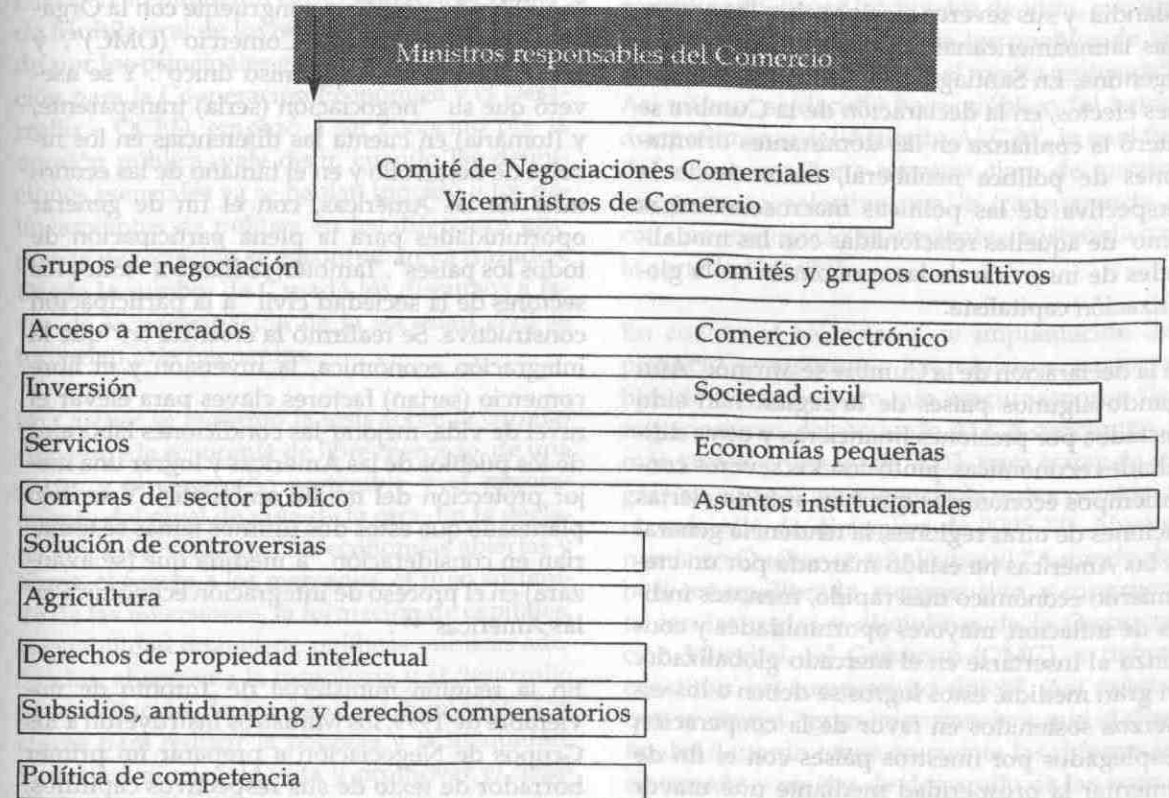 Ministros responsables del Comercio
Comité de Negociaciones Comerciales
Viceministros de Comercio
Grupos de negociación
Comités y grupos consultivos
Acceso a mercados
Comercio electrónico
Inversión
Sociedad civil
Servicios
Economías pequeñas
Compras del sector público
Asuntos institucionales
Solución de controversias
Agricultura
Derechos de propiedad intelectual
Subsidios, antidumping y derechos compensatorios
Política de competencia